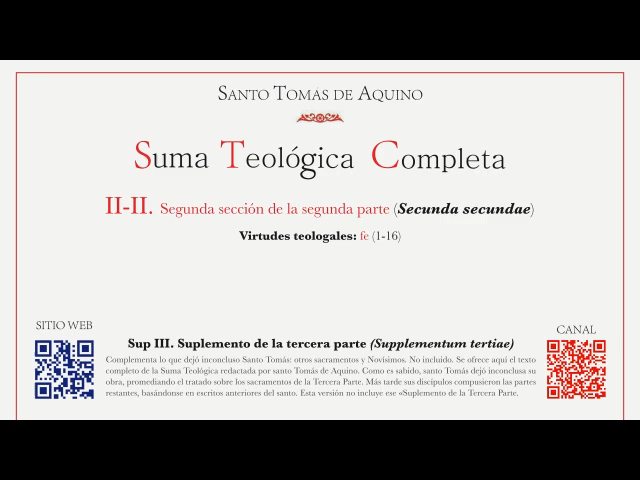 SANTO TOMÁS DE AQUINO
Suma Teológica Completa
II-II. Segunda sección de la segunda parte (Secunda secundae)
Virtudes teologales: fe (1-16)
SITIO WEB
CANAL
Sup III. Suplemento de la tercera parte (Supplementum tertiae)
Complementa lo que dejó inconcluso Santo Tomás: otros sacramentos y Novísimos. No incluido. Se ofrece aquí el texto
completo de la Suma Teológica redactada por santo Tomás de Aquino. Como es sabido, santo Tomás dejó inconclusa su
obra, promediando el tratado sobre los sacramentos de la Tercera Parte. Más tarde sus discípulos compusieron las partes
restantes, basándonse en escritos anteriores del santo. Esta versión no incluye ese «Suplemento de la Tercera Parte.